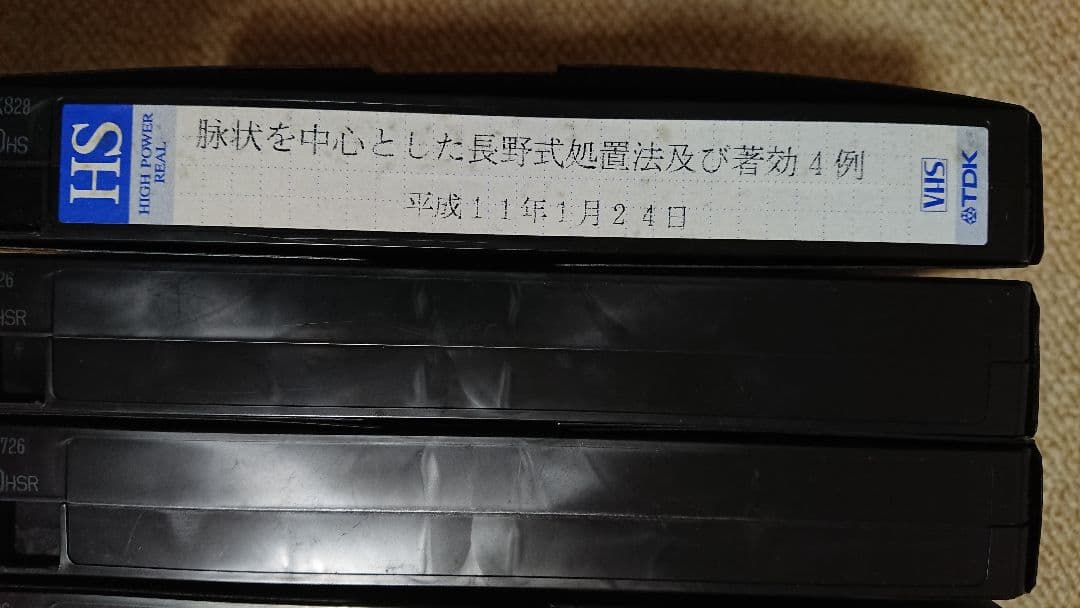 828
HS
HS
HIGH POWER
REAL
脉状を中心とした長野式処置法及び著効4例
平成11年1月24日
VHS
TDK
26
HSR
726
HSR